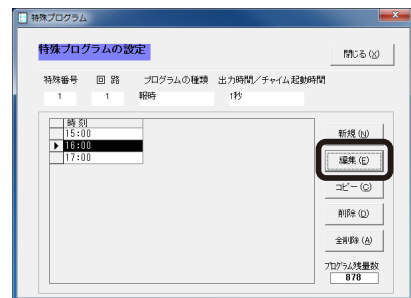 特殊プログラム
特殊プログラムの設定
閉じる(X)
特殊番号 回 路 プログラムの種類 出力時間/チャイム起動時間
1 1 報時 1秒
時刻
15:00
16:00
17:00
新規(N)
編集(E)
コピー(C)
削除(D)
全削除(A)
プログラム残量数
878